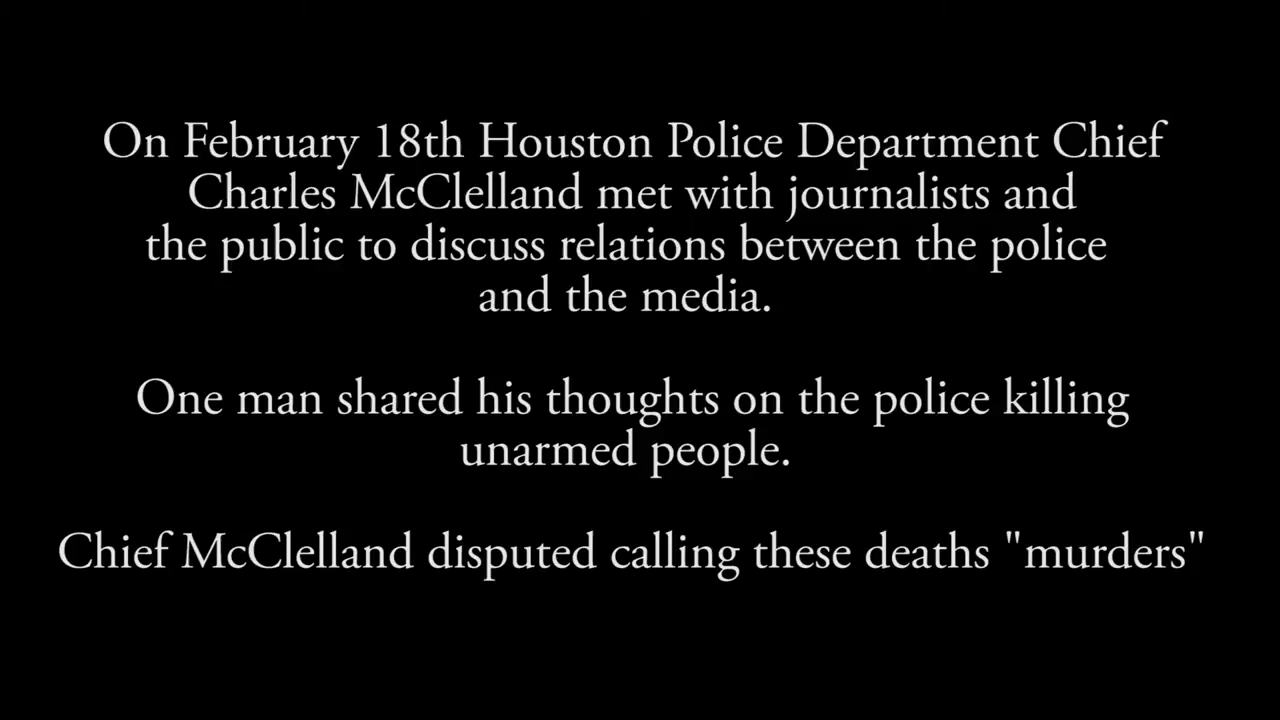 On February 18th Houston Police Department Chief
Charles McClelland met with journalists and
the public to discuss relations between the police
and the media.
One man shared his thoughts on the police killing
unarmed people.
Chief McClelland disputed calling these deaths "murders"